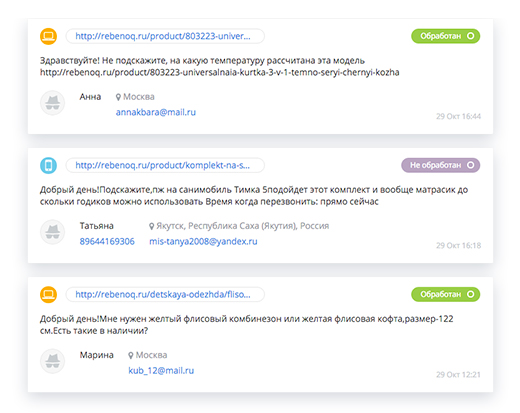 http://rebenoq.ru/product/803223-univer... Обработан
Здравствуйте! Не подскажите, на какую температуру рассчитана эта модель
http://rebenoq.ru/product/803223-universalnaia-kurtka-3-v-1-temno-seryi-chernyi-kozha
Анна Москва
annakbara@mail.ru
29 Окт 16:44
http://rebenoq.ru/product/komplekt-na-s... Не обработан
Добрый день!Подскажите,пж на санимобиль Тимка 5подойдет этот комплект и вообще матрасик до
скольки годиков можно использовать Время когда перезвонить: прямо сейчас
Татьяна Якутск, Республика Саха (Якутия), Россия
89644169306 mis-tanya2008@yandex.ru
29 Окт 16:18
http://rebenoq.ru/detskaya-odezhda/fliso... Обработан
Добрый день!Мне нужен желтый флисовый комбинезон или желтая флисовая кофта,размер-122
см.Есть такие в наличии?
Марина Москва
kub_12@mail.ru
29 Окт 12:21